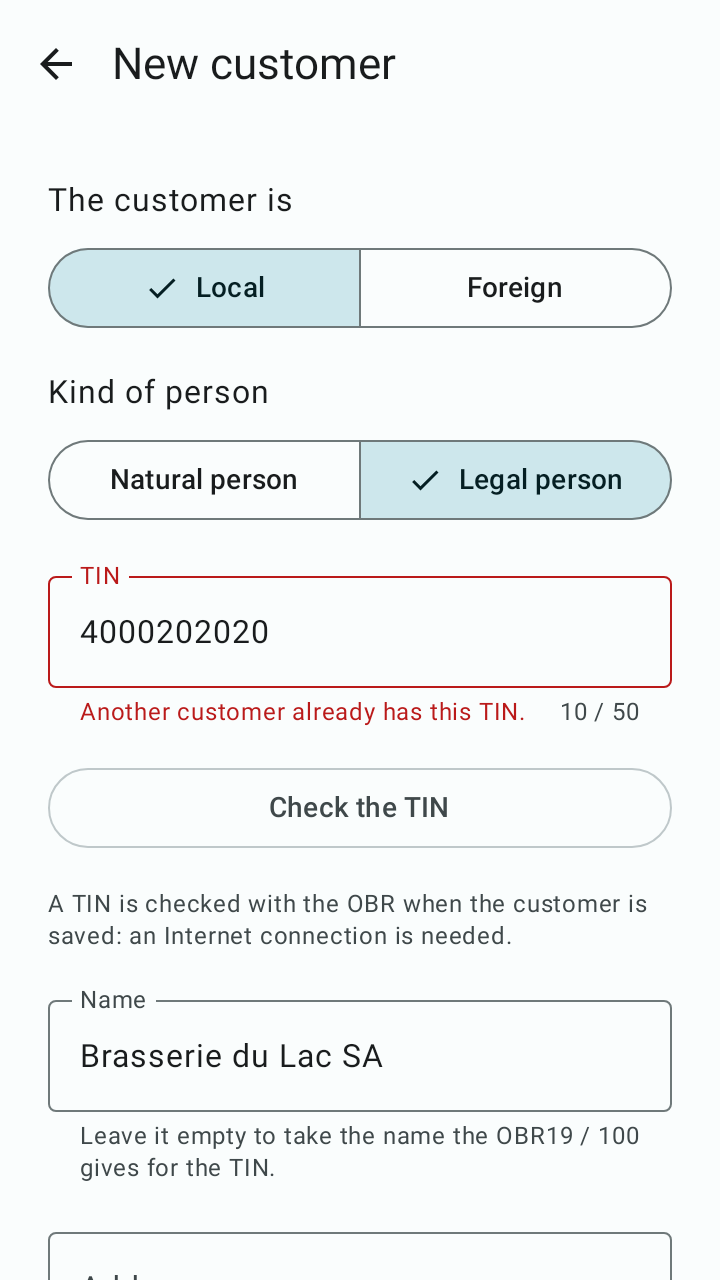 New customer
The customer is
Local
Foreign
Kind of person
Natural person
Legal person
TIN
4000202020
Another customer already has this TIN.
10 / 50
Check the TIN
A TIN is checked with the OBR when the customer is
saved: an Internet connection is needed.
Name
Brasserie du Lac SA
Leave it empty to take the name the OBR
19 / 100
gives for the TIN.